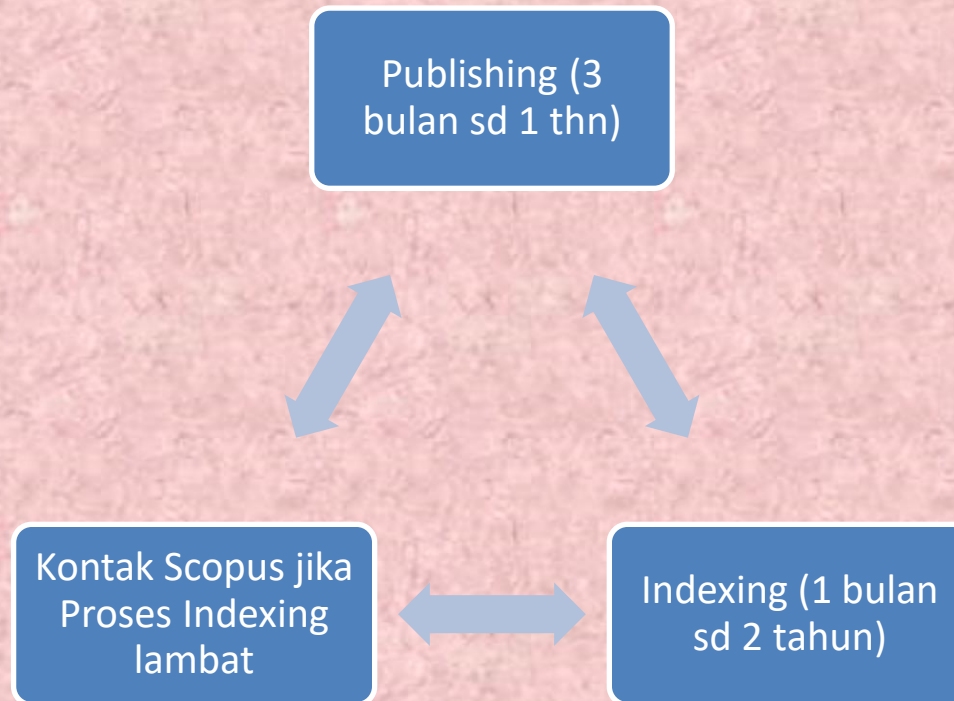 Publishing (3
bulan sd 1 thn)
Kontak Scopus jika
Proses Indexing
lambat
Indexing (1 bulan
sd 2 tahun)